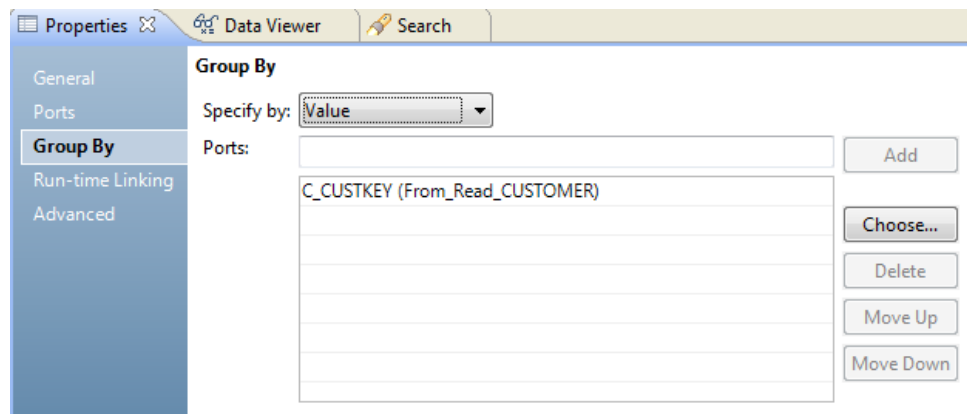 Properties Data Viewer Search
General
Ports
Group By
Run-time Linking
Advanced
Group By
Specify by: Value
Ports: Add
C_CUSTKEY (From_Read_CUSTOMER)
Choose...
Delete
Move Up
Move Down